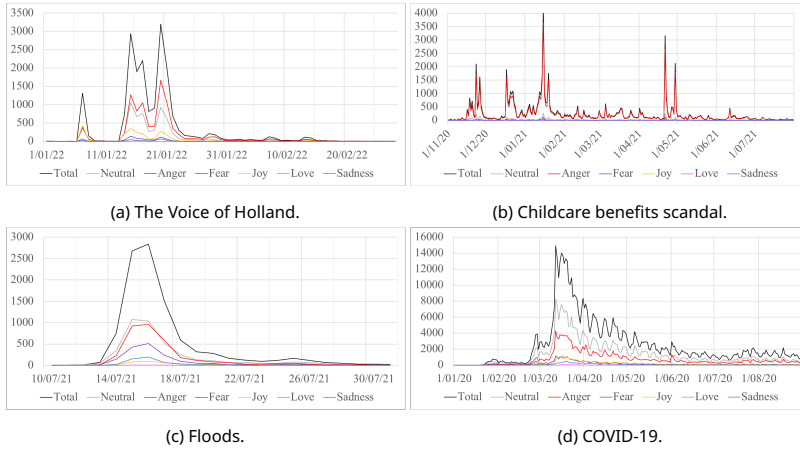 3500
3000
2500
2000
1500
1000
500
0
1/01/22 11/01/22 21/01/22 31/01/22 10/02/22 20/02/22
Total Neutral Anger Fear Joy Love Sadness
(a) The Voice of Holland.
4000
3500
3000
2500
2000
1500
1000
500
0
1/11/20 1/12/20 1/01/21 1/02/21 1/03/21 1/04/21 1/05/21 1/06/21 1/07/21
Total Neutral Anger Fear Joy Love Sadness
(b) Childcare benefits scandal.
3000
2500
2000
1500
1000
500
0
10/07/21 14/07/21 18/07/21 22/07/21 26/07/21 30/07/21
Total Neutral Anger Fear Joy Love Sadness
(c) Floods.
16000
14000
12000
10000
8000
6000
4000
2000
0
1/01/20 1/02/20 1/03/20 1/04/20 1/05/20 1/06/20 1/07/20 1/08/20
Total Neutral Anger Fear Joy Love Sadness
(d) COVID-19.